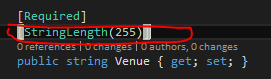 [Required]
[StringLength(255)]
0 references | 0 changes | 0 authors, 0 changes
public string Venue { get; set; }